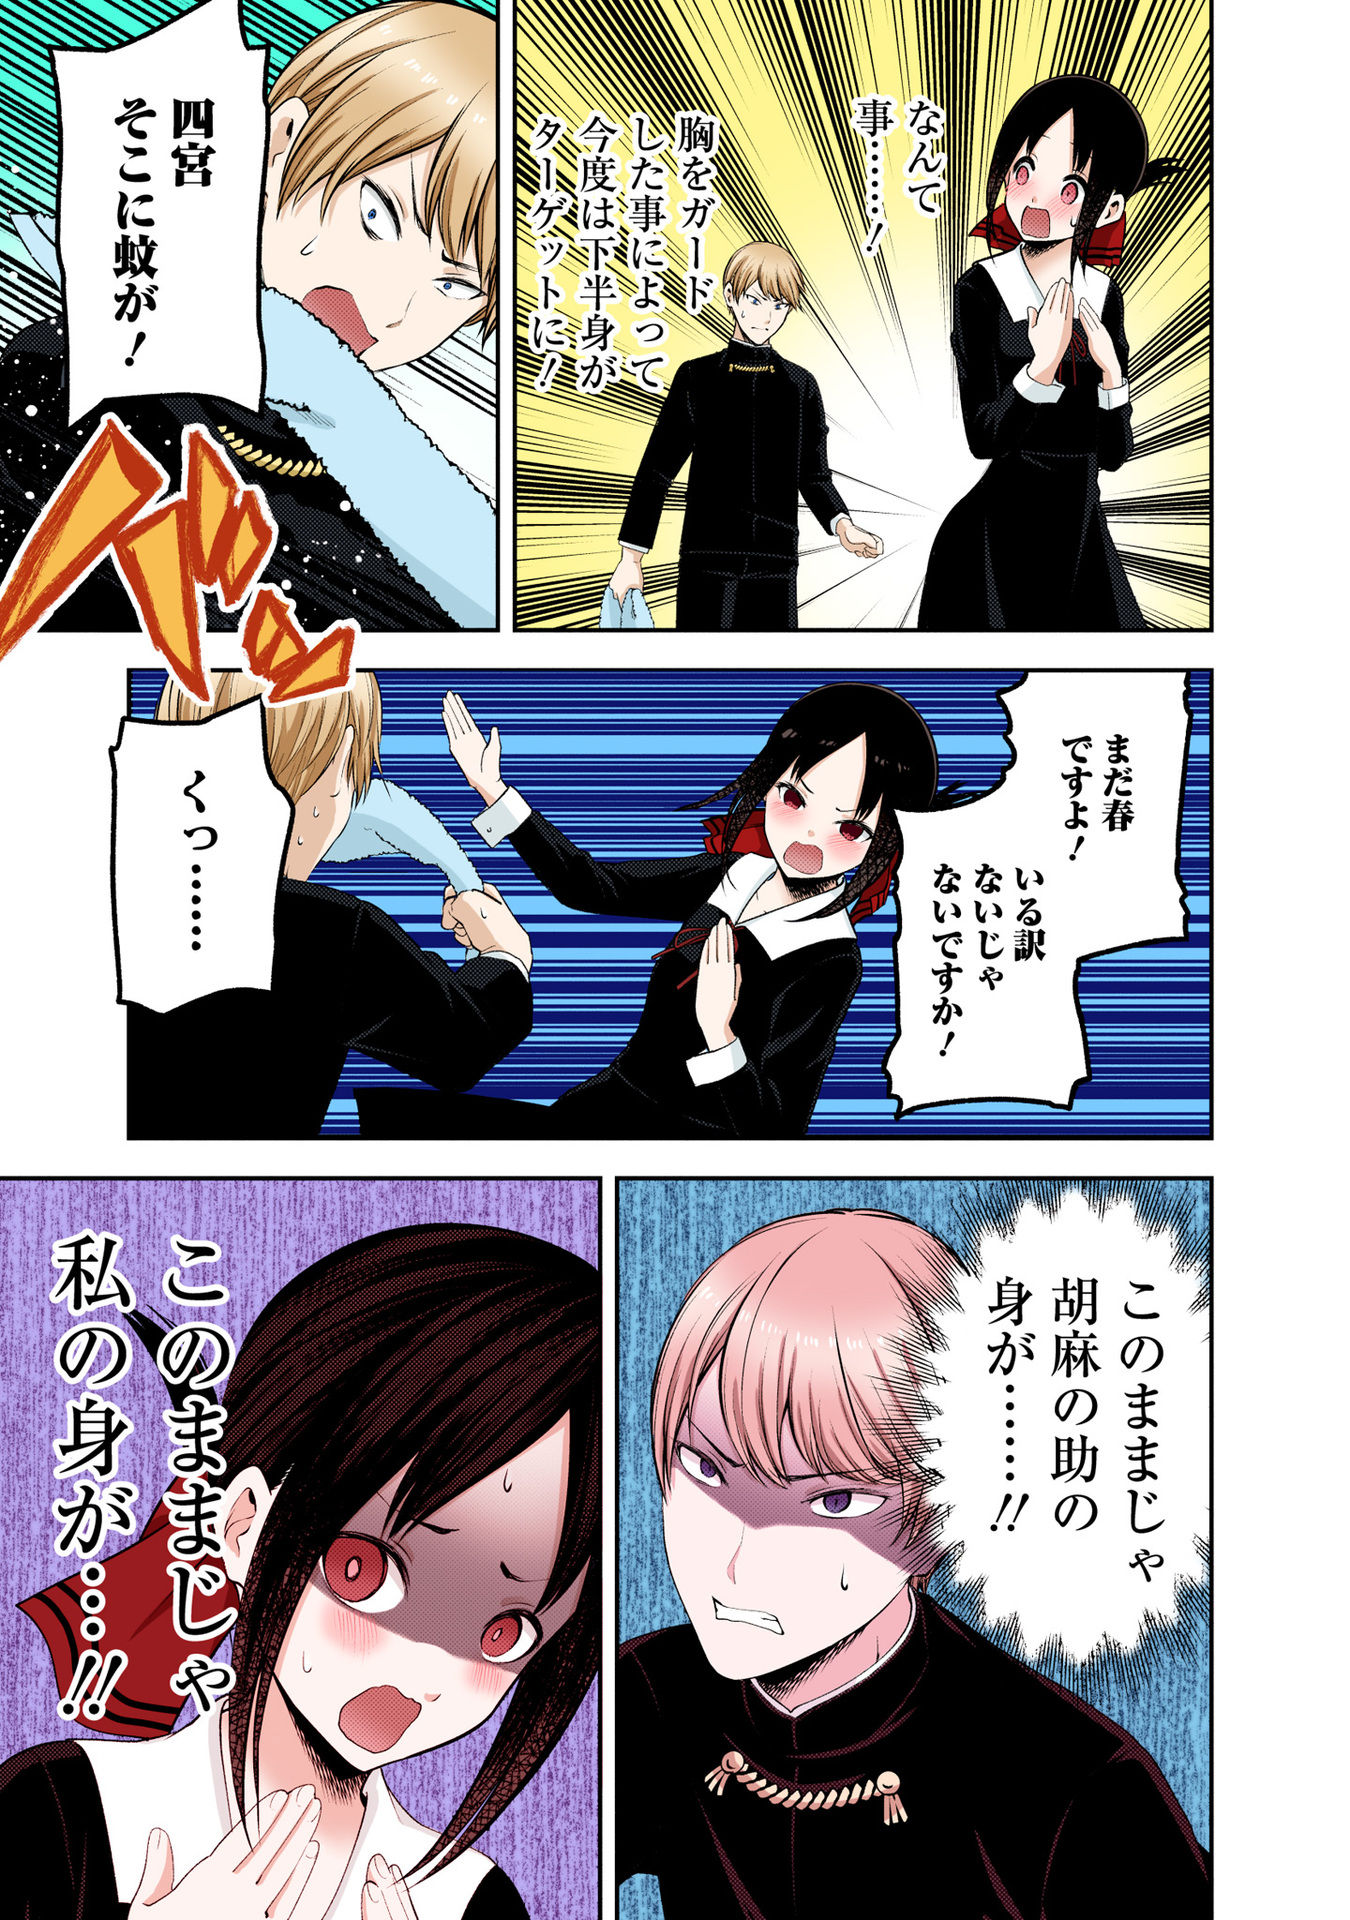 なんて
事……！
胸をガード
した事によって
今度は下半身が
ターゲットに！
四宮
そこに蚊が！
バッ
まだ春
ですよ！
いる訳
ないじゃ
ないですか！
くっ……
このままじゃ
胡麻の助の
身が……!!
このままじゃ
私の身が…!!